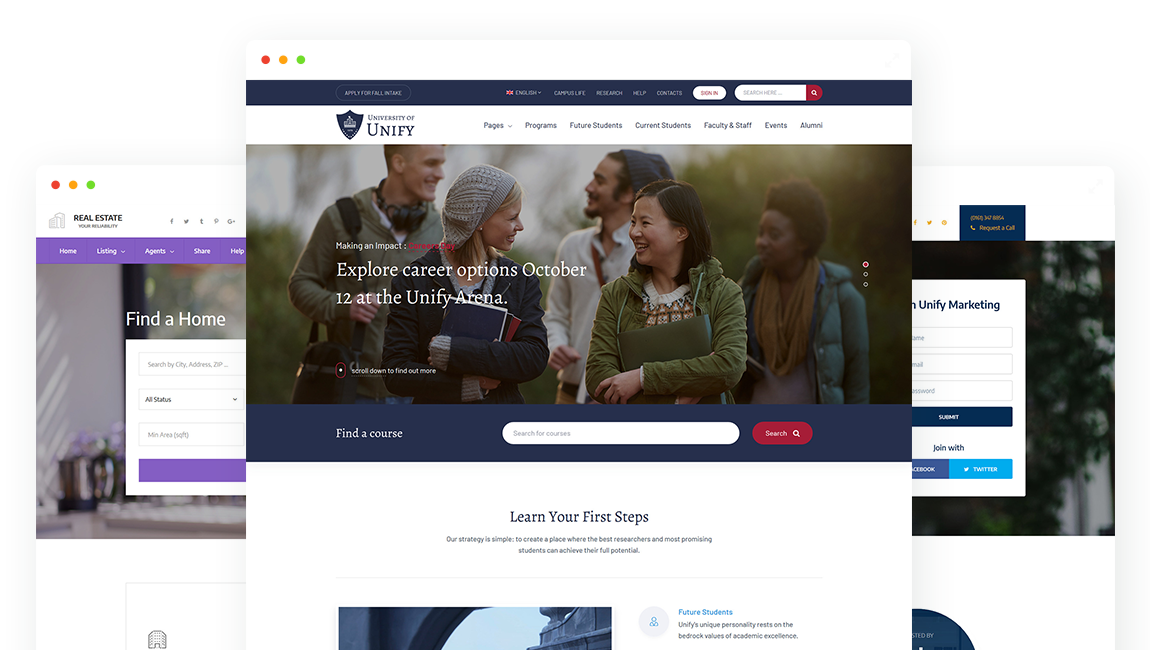 APPLY FOR FALL INTAKE
ENGLISH
CAMPUS LIFE
RESEARCH
HELP
CONTACTS
SIGN IN
SEARCH HERE ...
UNIVERSITY OF
UNIFY
Pages
Programs
Future Students
Current Students
Faculty & Staff
Events
Alumni
Making an Impact :
Explore career options October
12 at the Unify Arena.
scroll down to find out more
Find a course
Search for courses
Search
Learn Your First Steps
Our strategy is simple: to create a place where the best researchers and most promising
students can achieve their full potential.
Future Students
Unify's unique personality rests on the
bedrock values of academic excellence.
REAL ESTATE
YOUR RELIABILITY
Home
Listing
Agents
Share
Help
Find a Home
Search by City, Address, ZIP ...
All Status
Min Area (sqft)
(0161) 347 8854
Request a Call
n Unify Marketing
ame
mail
assword
SUBMIT
Join with
ACEBOOK
TWITTER
STED BY